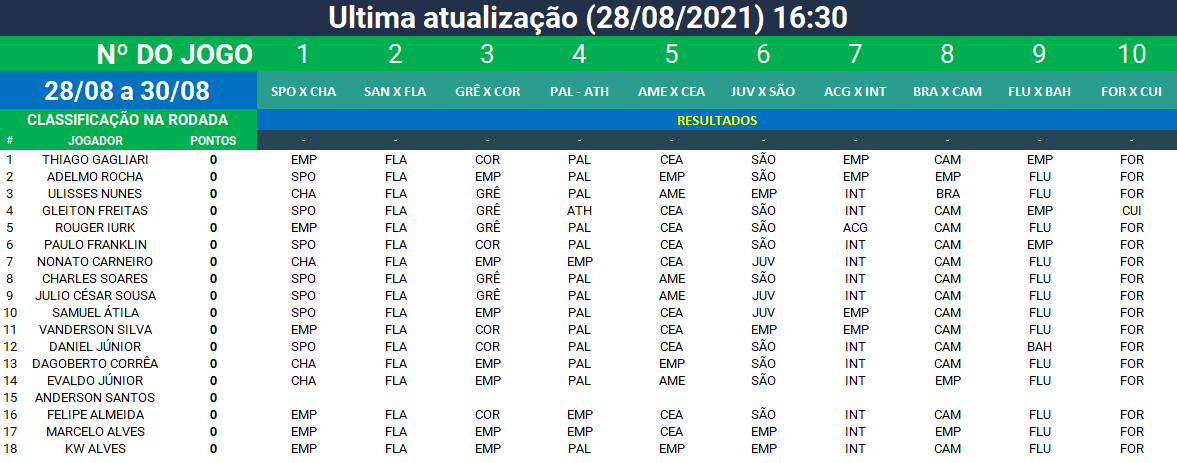 Ultima atualização (28/08/2021) 16:30
Nº DO JOGO 1 2 3 4 5 6 7 8 9 10
28/08 a 30/08 SPO X CHA SAN X FLA GRÊ X COR PAL - ATH AME X CEA JUV X SÃO ACG X INT BRA X CAM FLU X BAH FOR X CUI
CLASSIFICAÇÃO NA RODADA RESULTADOS
# JOGADOR PONTOS - - - - - - - - - -
1 THIAGO GAGLIARI 0 EMP FLA COR PAL CEA SÃO EMP CAM EMP FOR
2 ADELMO ROCHA 0 SPO FLA EMP PAL EMP SÃO EMP EMP FLU FOR
3 ULISSES NUNES 0 CHA FLA GRÊ PAL AME EMP INT BRA FLU FOR
4 GLEITON FREITAS 0 SPO FLA GRÊ ATH CEA SÃO INT CAM EMP CUI
5 ROUGER IURK 0 EMP FLA GRÊ PAL CEA SÃO ACG CAM FLU FOR
6 PAULO FRANKLIN 0 SPO FLA COR PAL CEA SÃO INT CAM EMP FOR
7 NONATO CARNEIRO 0 CHA FLA EMP EMP CEA JUV INT CAM FLU FOR
8 CHARLES SOARES 0 SPO FLA GRÊ PAL AME SÃO INT CAM FLU FOR
9 JULIO CÉSAR SOUSA 0 SPO FLA GRÊ PAL AME JUV INT CAM FLU FOR
10 SAMUEL ÁTILA 0 SPO FLA EMP PAL CEA JUV EMP CAM FLU FOR
11 VANDERSON SILVA 0 EMP FLA COR PAL CEA EMP EMP CAM FLU FOR
12 DANIEL JÚNIOR 0 SPO FLA COR PAL CEA SÃO INT CAM BAH FOR
13 DAGOBERTO CORRÊA 0 CHA FLA EMP PAL EMP SÃO INT CAM FLU FOR
14 EVALDO JÚNIOR 0 CHA FLA EMP PAL AME SÃO INT EMP FLU FOR
15 ANDERSON SANTOS 0
16 FELIPE ALMEIDA 0 EMP FLA COR EMP CEA SÃO INT CAM FLU FOR
17 MARCELO ALVES 0 EMP FLA EMP EMP CEA EMP INT EMP FLU FOR
18 KW ALVES 0 EMP FLA EMP PAL EMP EMP INT CAM FLU FOR